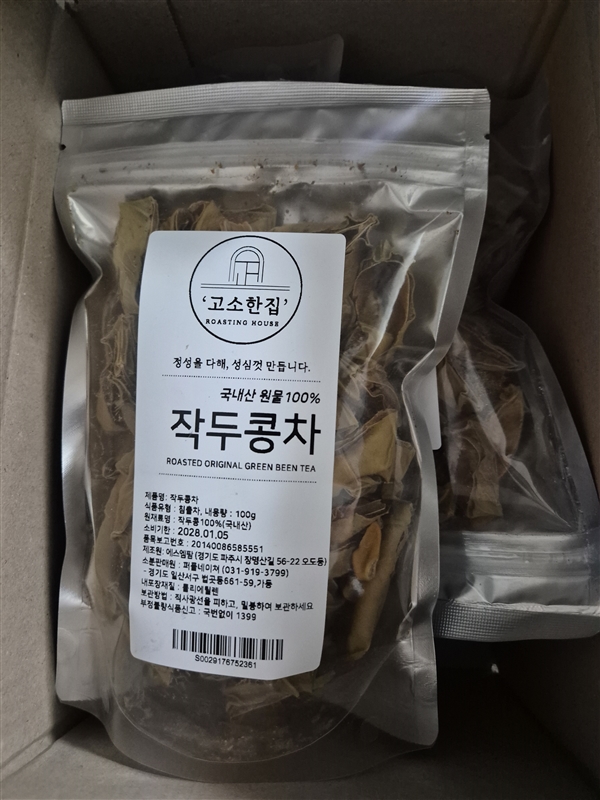 '고소한집'
ROASTING HOUSE
정성을 다해, 성심껏 만듭니다.
국내산 원물 100%
작두콩차
ROASTED ORIGINAL GREEN BEEN TEA
제품명: 작두콩차
식품유형 : 침출차, 내용량 : 100g
원재료명 : 작두콩100%(국내산)
소비기한 : 2028.01.05
품목보고번호 : 20140086585551
제조원: 에스엠팜 (경기도 파주시 장명산길 56-22 오도동)
소분판매원 : 퍼플네이쳐 (031-919-3799)
- 경기도 일산서구 법곳동661-59,가동
내포장재질 : 폴리에틸렌
보관방법 : 직사광선을 피하고, 밀봉하여 보관하세요
부정불량식품신고 : 국번없이 1399
S0029176752361